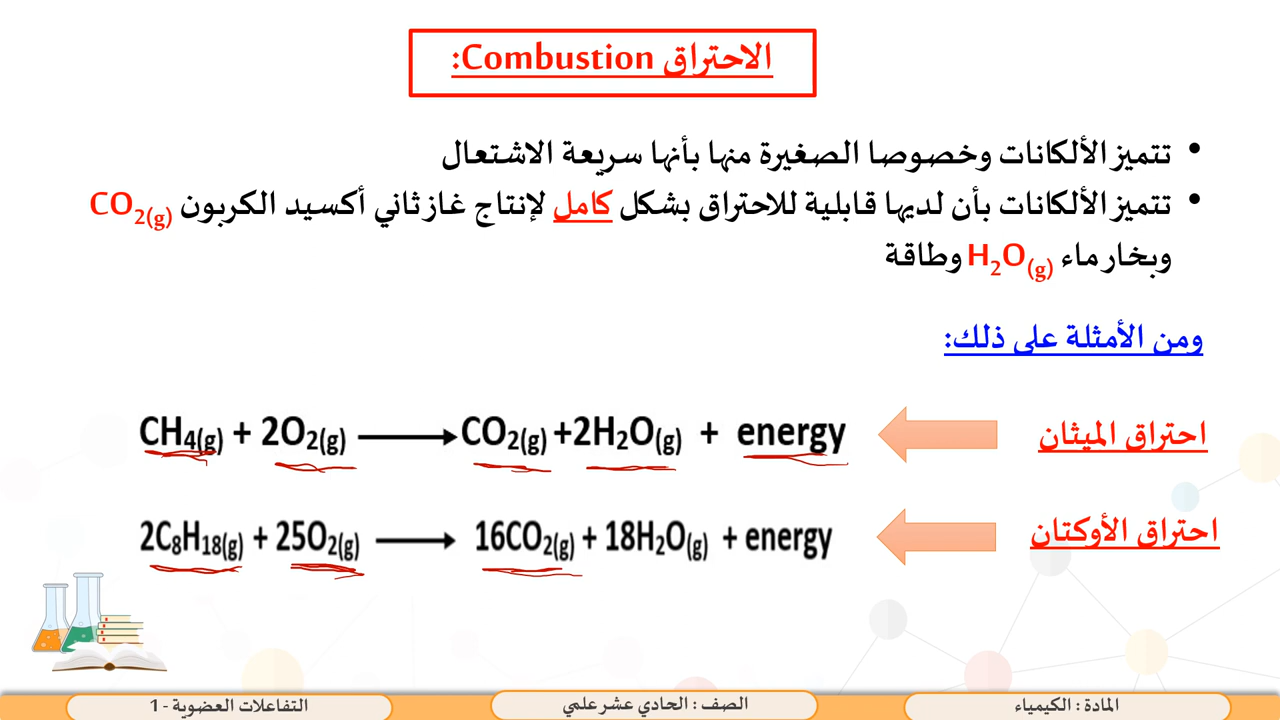 الاحتراق Combustion:
• تتميز الألكانات وخصوصا الصغيرة منها بأنها سريعة الاشتعال
• تتميز الألكانات بأن لديها قابلية للاحتراق بشكل كامل لإنتاج غاز ثاني أكسيد الكربون CO₂(g)
وبخار ماء H₂O(g) وطاقة
ومن الأمثلة على ذلك:
احتراق الميثان
CH₄(g) + 2O₂(g) ⟶ CO₂(g) +2H₂O(g) + energy
احتراق الأوكتان
2C₈H₁₈(g) + 25O₂(g) ⟶ 16CO₂(g) + 18H₂O(g) + energy
المادة : الكيمياء
الصف : الحادي عشر علمي
التفاعلات العضوية - 1